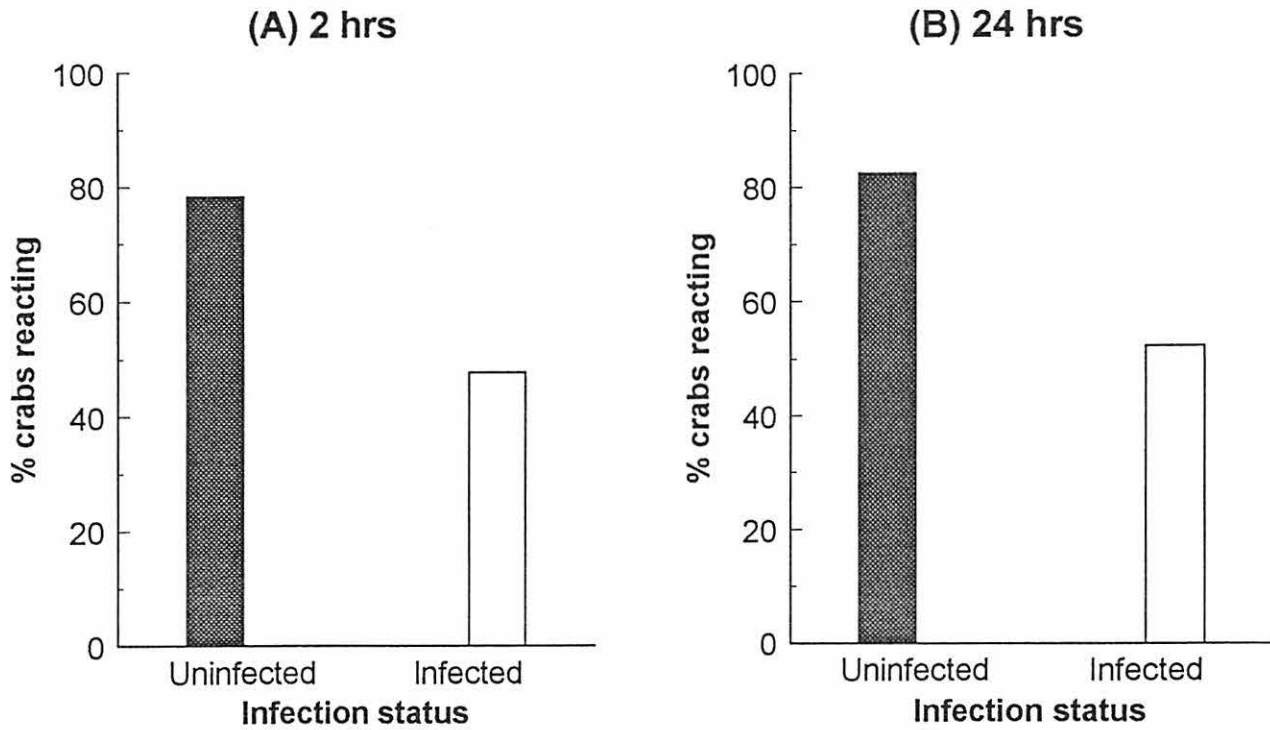 (A) 2 hrs
% crabs reacting
100
80
60
40
20
0
Uninfected Infected
Infection status
(B) 24 hrs
% crabs reacting
100
80
60
40
20
0
Uninfected Infected
Infection status